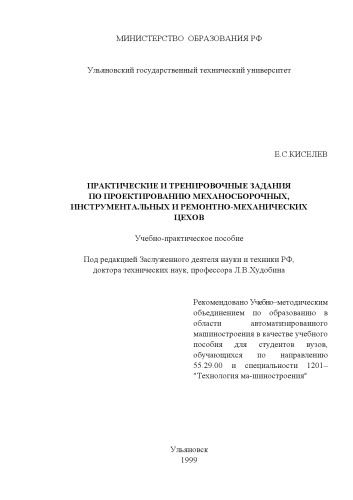 МИНИСТЕРСТВО ОБРАЗОВАНИЯ РФ
Ульяновский государственный технический университет
Е.С.КИСЕЛЕВ
ПРАКТИЧЕСКИЕ И ТРЕНИРОВОЧНЫЕ ЗАДАНИЯ
ПО ПРОЕКТИРОВАНИЮ МЕХАНОСБОРОЧНЫХ,
ИНСТРУМЕНТАЛЬНЫХ И РЕМОНТНО-МЕХАНИЧЕСКИХ
ЦЕХОВ
Учебно-практическое пособие
Под редакцией Заслуженного деятеля науки и техники РФ,
доктора технических наук, профессора Л.В.Худобина
Рекомендовано Учебно–методическим
объединением по образованию в
области автоматизированного
машиностроения в качестве учебного
пособия для студентов вузов,
обучающихся по направлению
55.29.00 и специальности 1201–
"Технология ма-шиностроения"
Ульяновск
1999